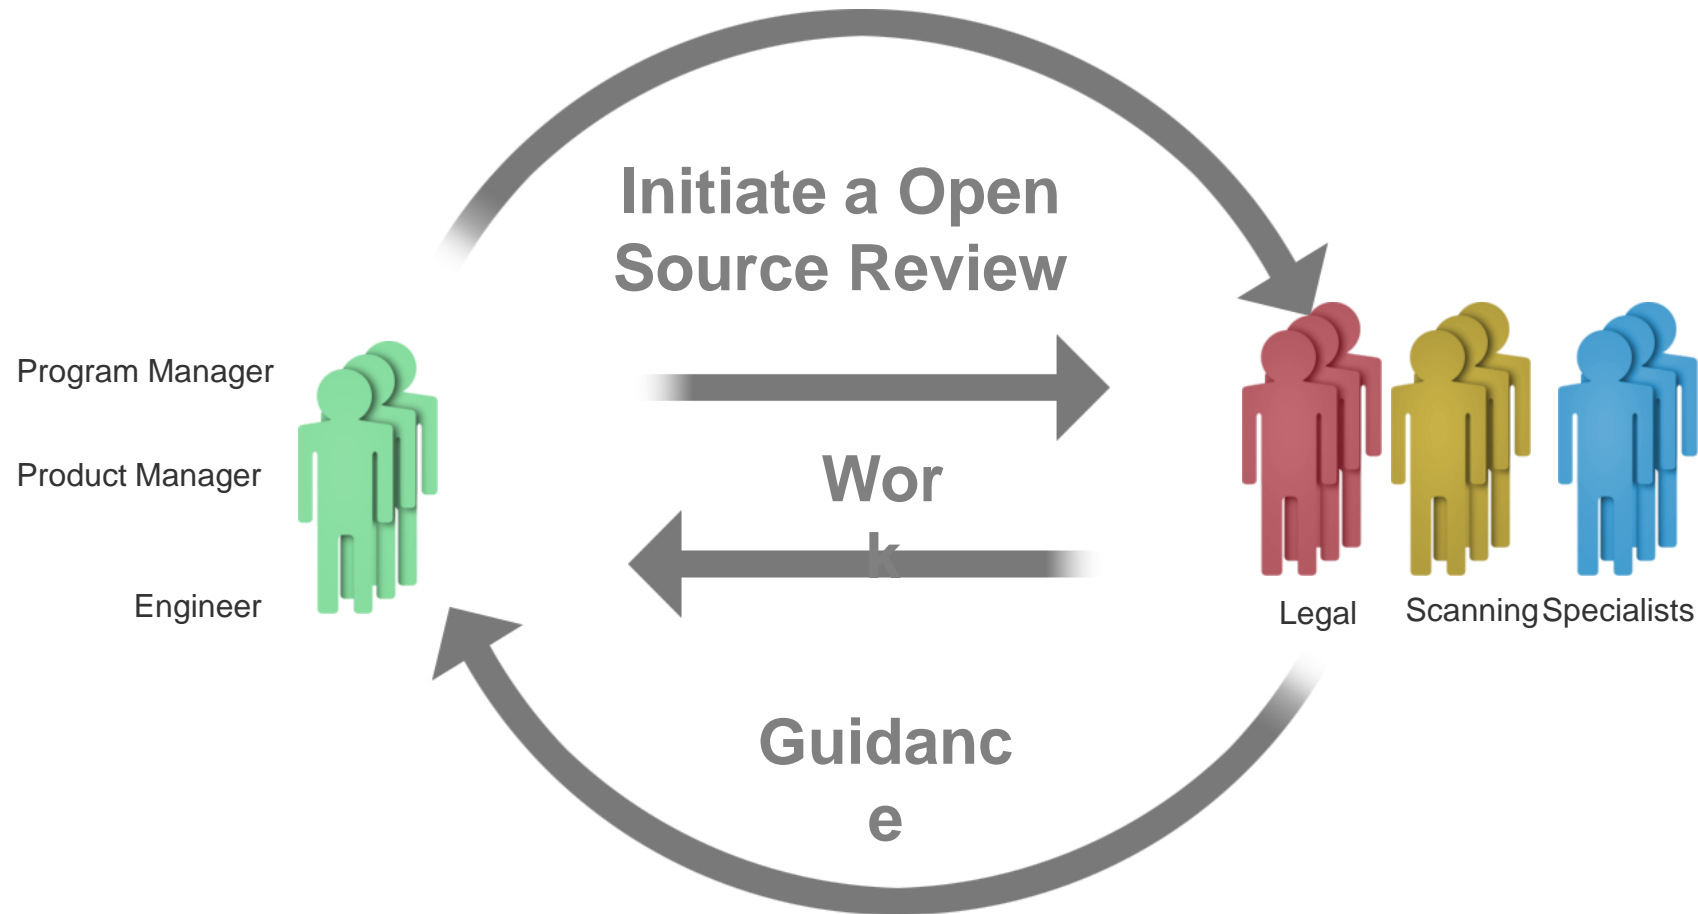 Initiate a Open
Source Review
Program Manager
Product Manager
Engineer
Wor
k
Legal
Scanning
Specialists
Guidanc
e